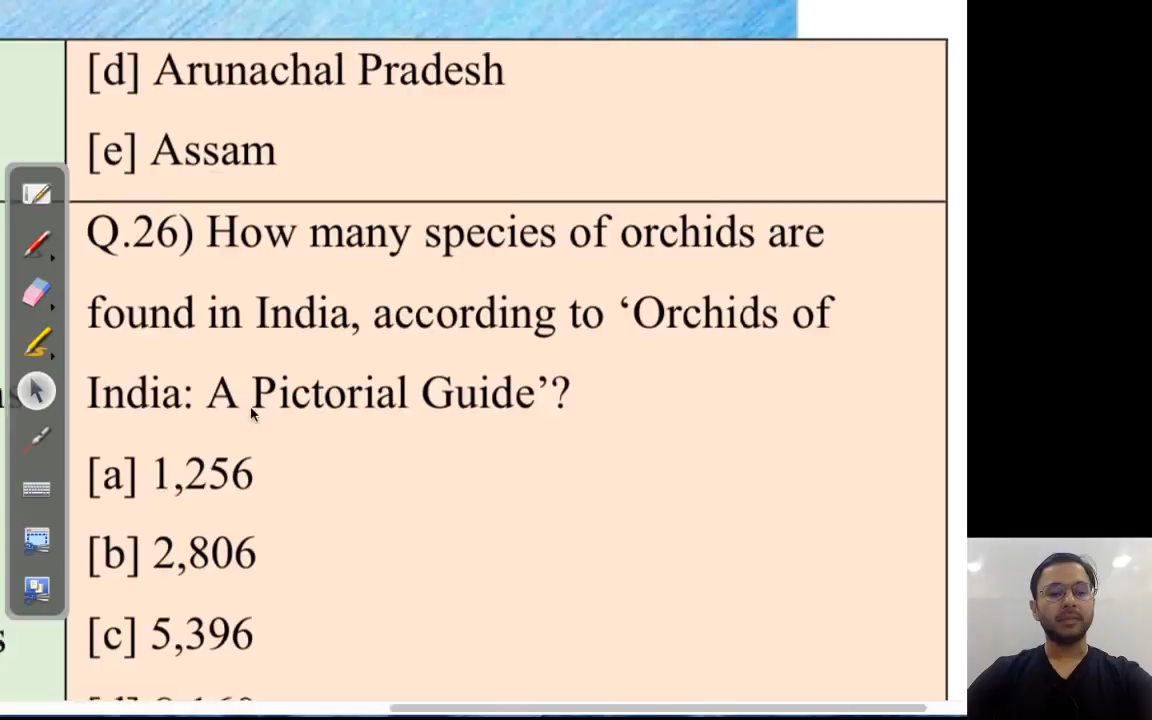 [d] Arunachal Pradesh
[e] Assam
Q.26) How many species of orchids are
found in India, according to ‘Orchids of
India: A Pictorial Guide’?
[a] 1,256
[b] 2,806
[c] 5,396